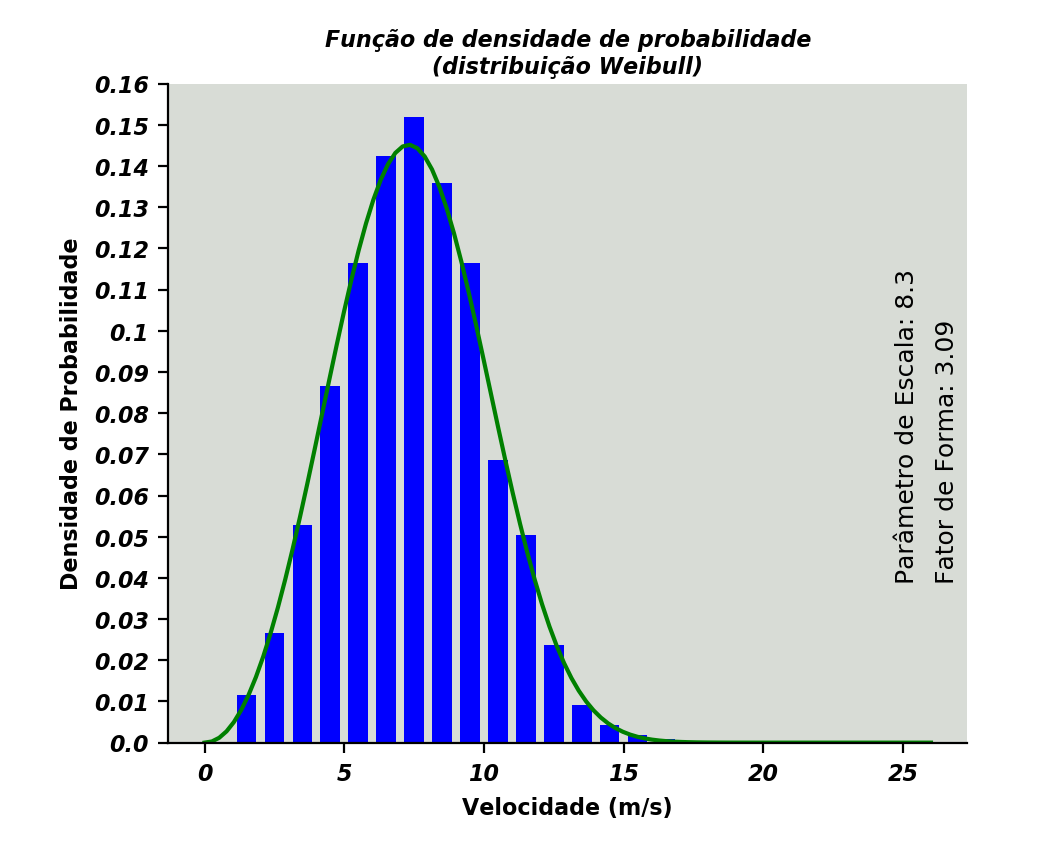 Função de densidade de probabilidade
(distribuição Weibull)
0.16
0.15
0.14
0.13
0.12
0.11
0.1
0.09
0.08
0.07
0.06
0.05
0.04
0.03
0.02
0.01
0.0
Densidade de Probabilidade
Parâmetro de Escala: 8.3
Fator de Forma: 3.09
0 5 10 15 20 25
Velocidade (m/s)